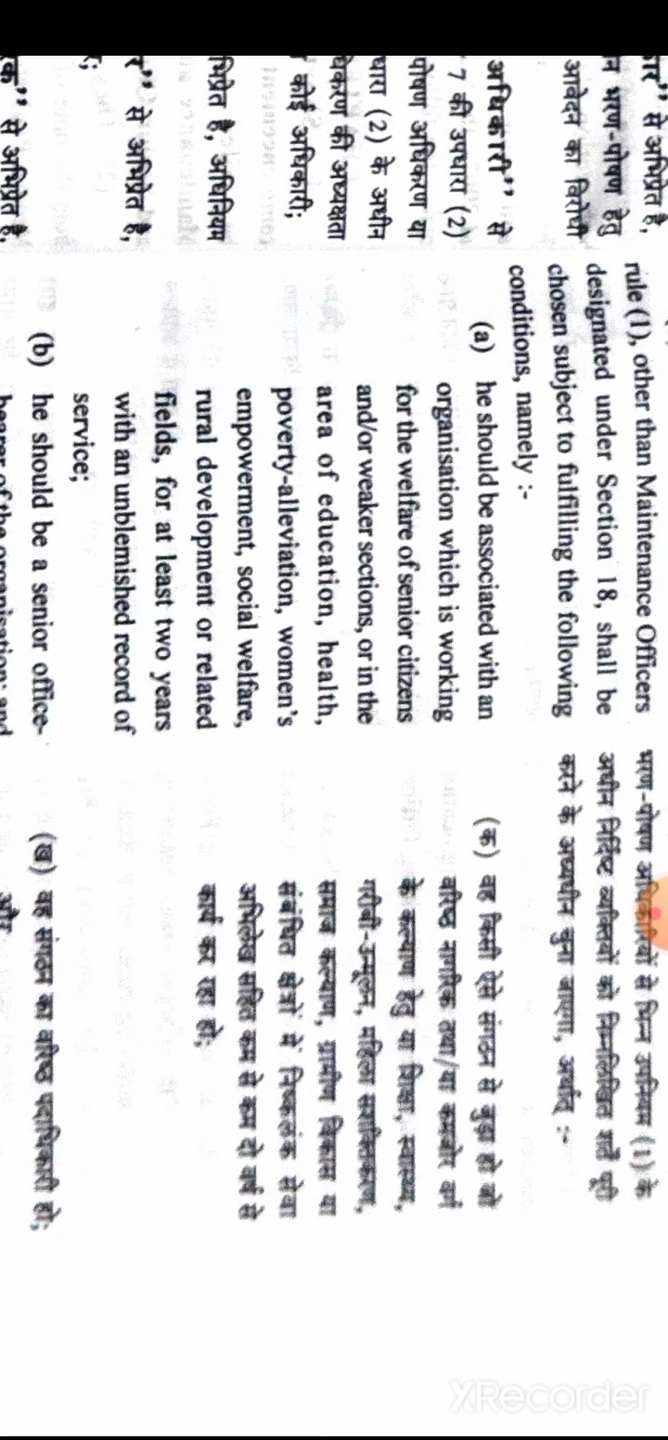 से अभिप्रेत है,
भरण-पोषण हेतु
आवेदन का विरोधी
अधिकारी” से
7 की उपधारा (2)
पोषण अधिकरण या
धारा (2) के अधीन
की अध्यक्षता
कोई अधिकारी;
है, अधिनियम
से अभिप्रेत है,
से अभिप्रेत है,
rule (1), other than Maintenance Officers
designated under Section 18, shall be
chosen subject to fulfilling the following
conditions, namely :-
(a) he should be associated with an
organisation which is working
for the welfare of senior citizens
and/or weaker sections, or in the
area of education, health,
poverty-alleviation, women's
empowerment, social welfare,
rural development or related
fields, for at least two years
with an unblemished record of
service;
(b) he should be a senior office-
bearer of the organisation; and
भरण-पोषण अधिकारियों से भिन्न उपनियम (1) के
अधीन निर्दिष्ट व्यक्तियों को निम्नलिखित शर्तें पूरी
करने के अध्यधीन चुना जाएगा, अर्थात् :-
(क) वह किसी ऐसे संगठन से जुड़ा हो जो
वरिष्ठ नागरिक तथा/या कमजोर वर्ग
के कल्याण हेतु या शिक्षा, स्वास्थ्य,
गरीबी-उन्मूलन, महिला सशक्तिकरण,
समाज कल्याण, ग्रामीण विकास या
संबंधित क्षेत्रों में निष्कलंक सेवा
अभिलेख सहित कम से कम दो वर्ष से
कार्य कर रहा हो;
(ख) वह संगठन का वरिष्ठ पदाधिकारी हो;
और
XRecorder